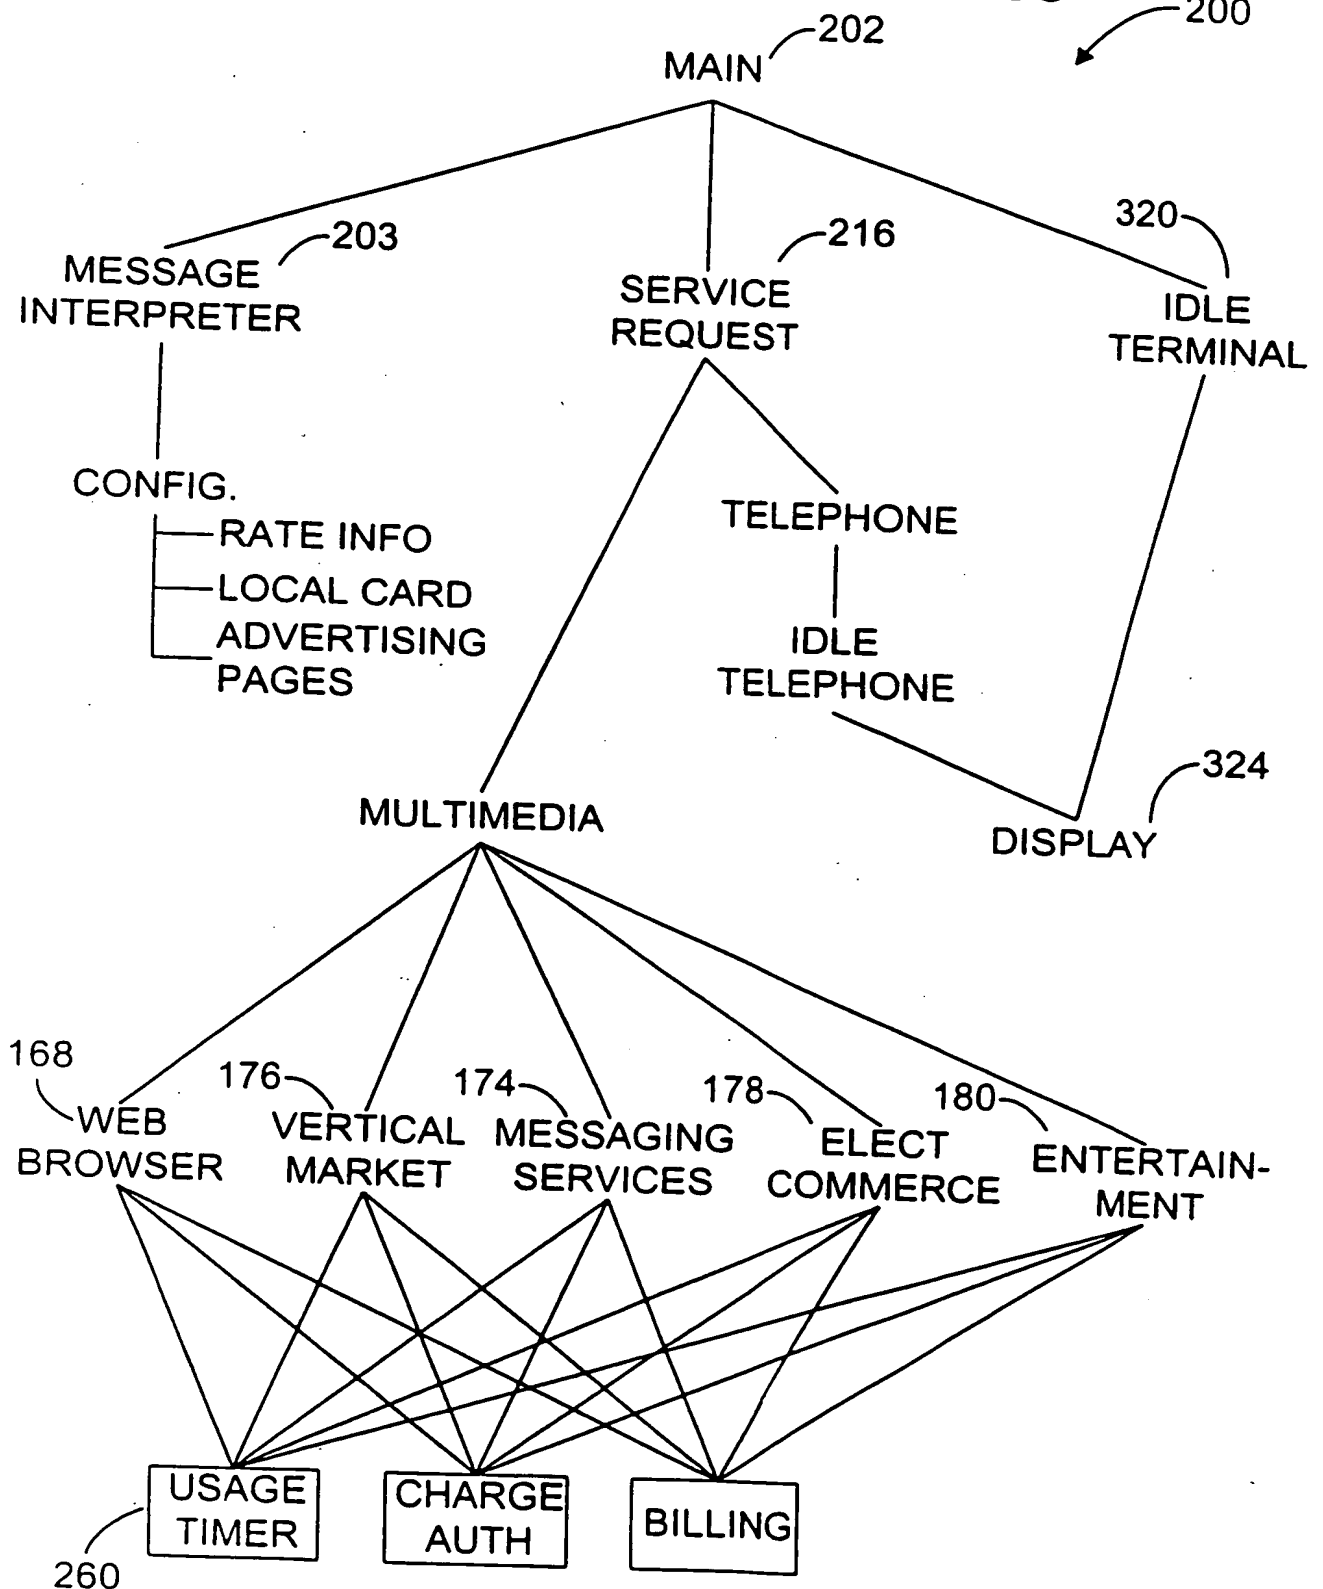 200
202
MAIN
203
216
320
MESSAGE
INTERPRETER
SERVICE
REQUEST
IDLE
TERMINAL
CONFIG.
RATE INFO
LOCAL CARD
ADVERTISING
PAGES
TELEPHONE
IDLE
TELEPHONE
324
MULTIMEDIA
DISPLAY
168
176
174
178
180
WEB
BROWSER
VERTICAL
MARKET
MESSAGING
SERVICES
ELECT
COMMERCE
ENTERTAIN-
MENT
USAGE
TIMER
CHARGE
AUTH
BILLING
260